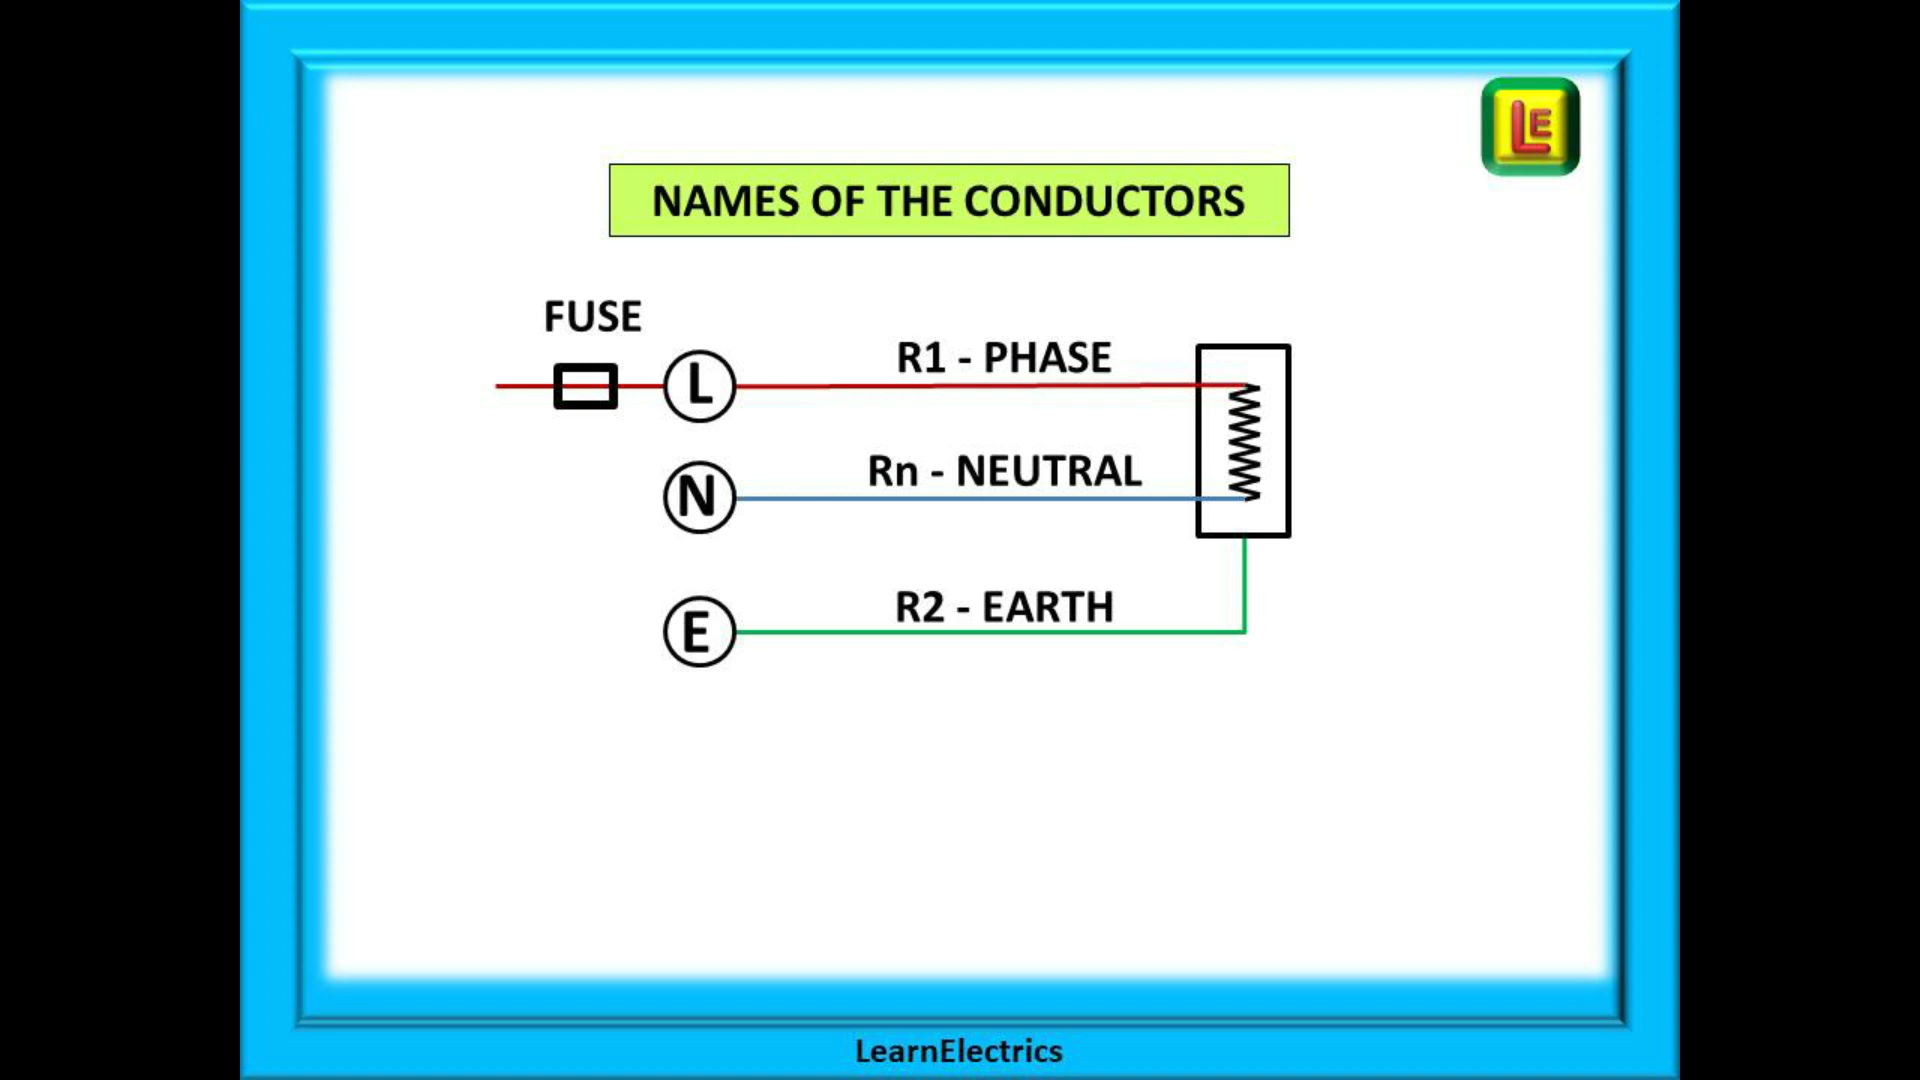 LE
NAMES OF THE CONDUCTORS
FUSE
L
R1 - PHASE
N
Rn - NEUTRAL
E
R2 - EARTH
LearnElectrics